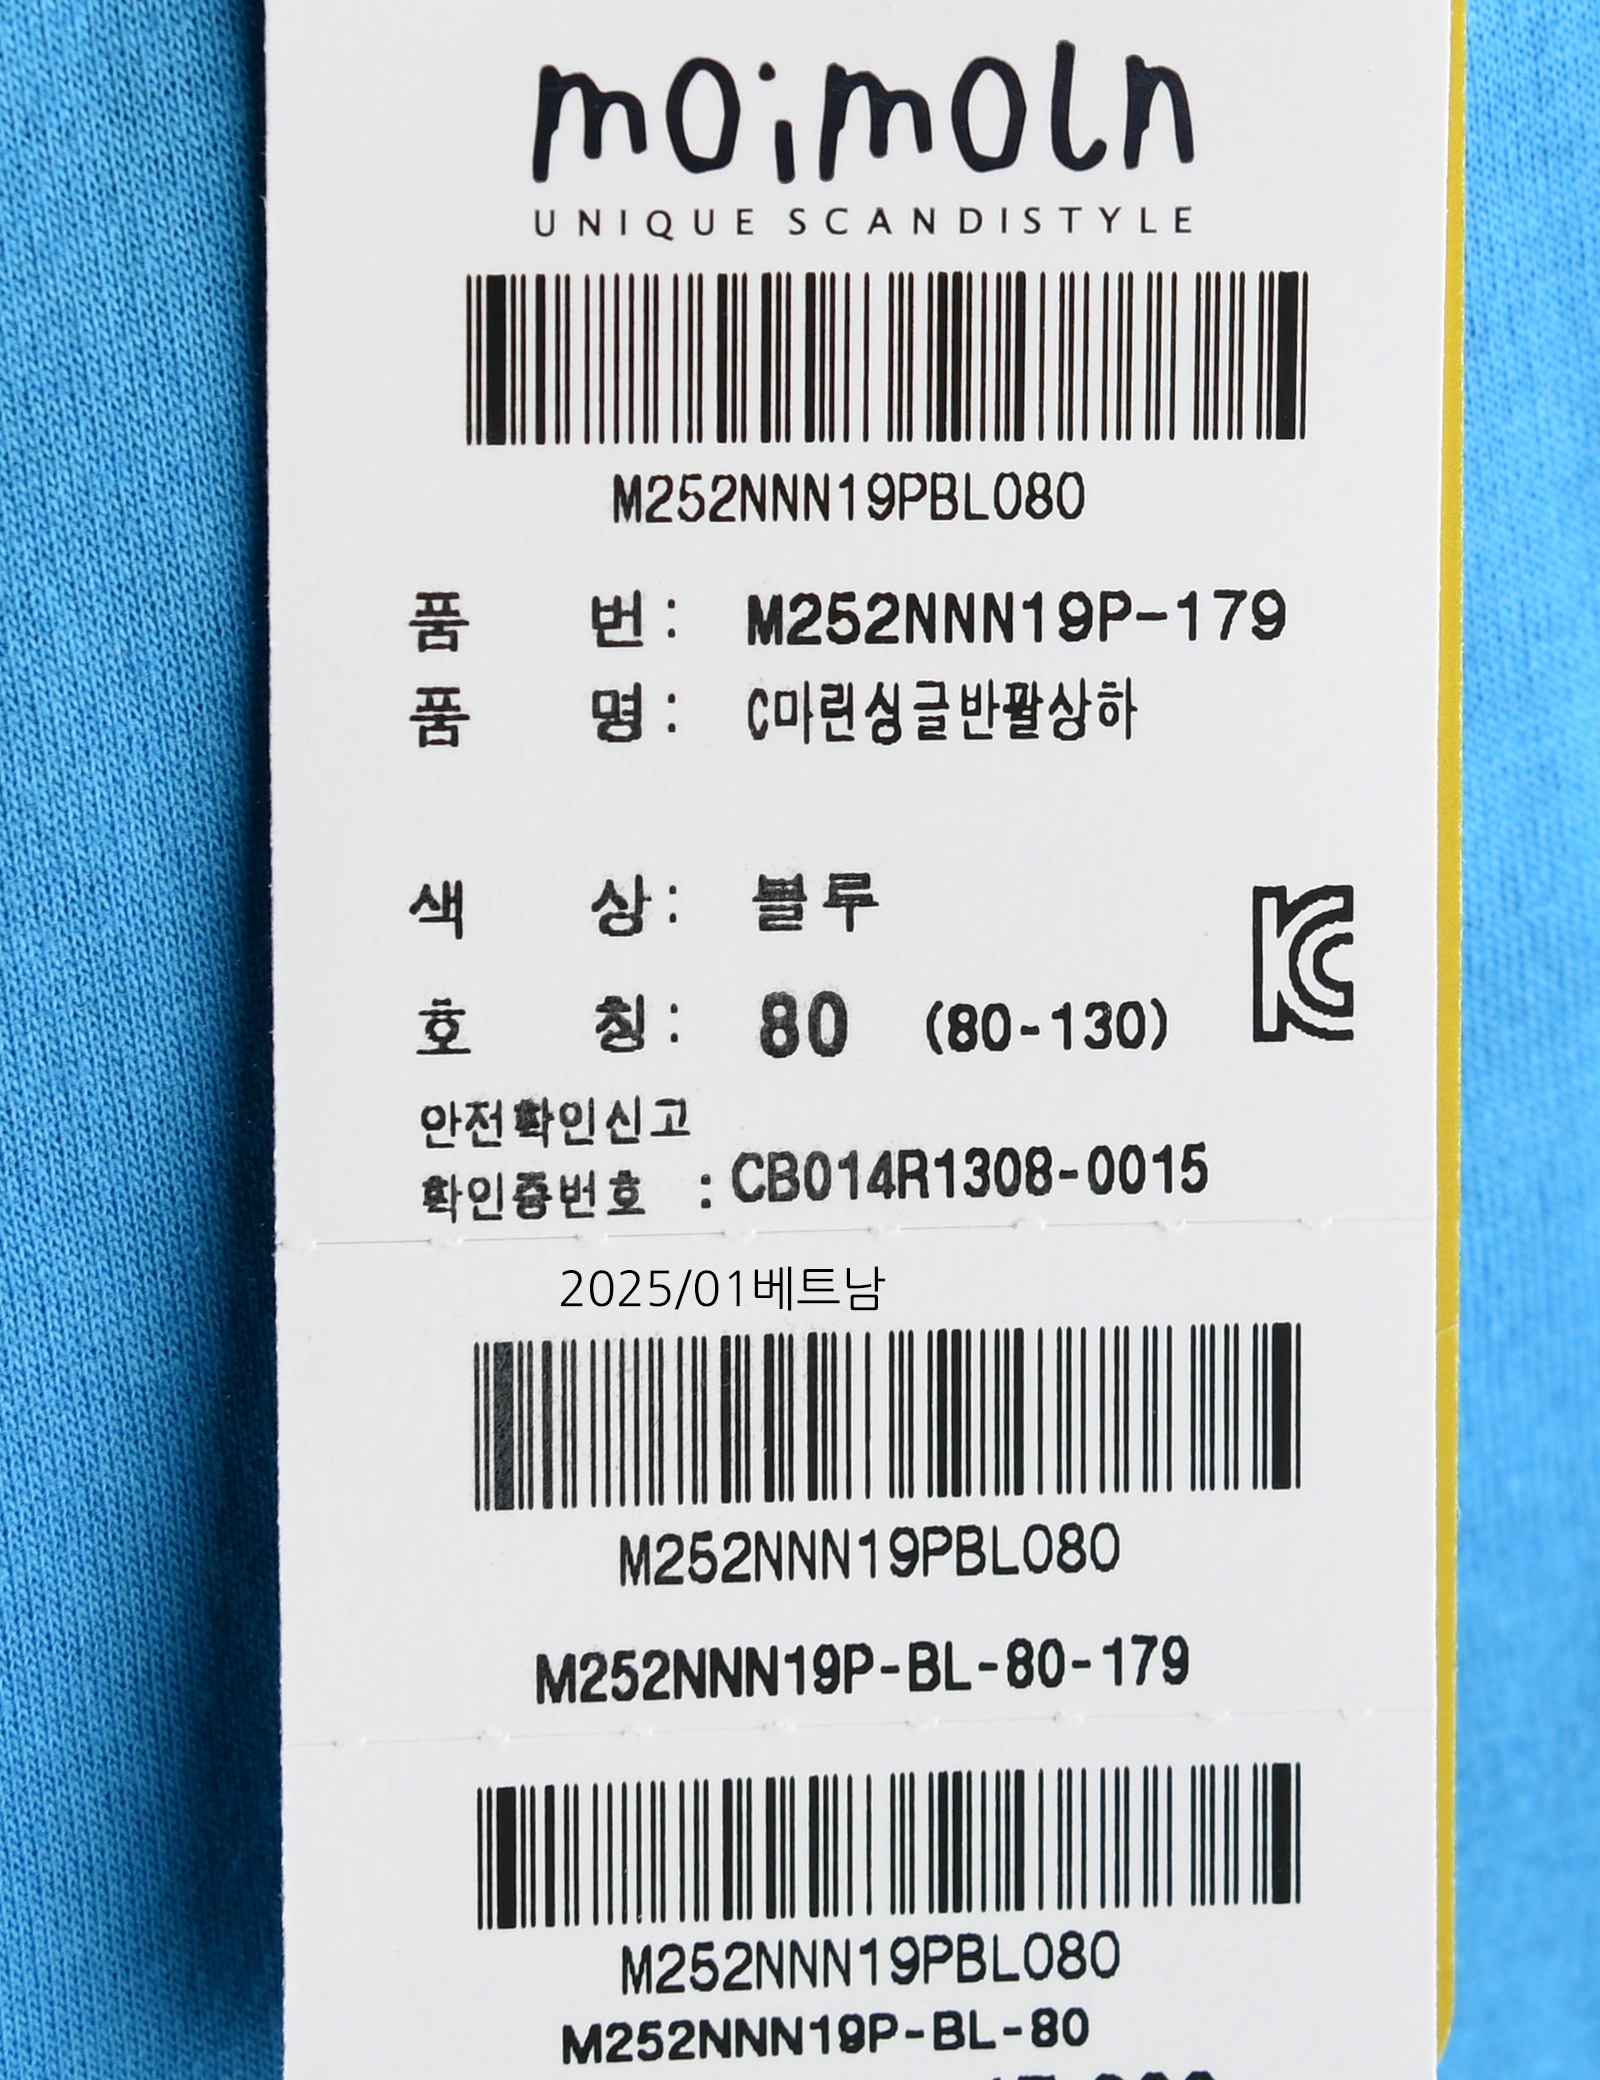 moimoln
UNIQUE SCANDISTYLE
M252NNN19PBL080
품 번: M252NNN19P-179
품 명: C마린싱글반팔상하
색 상: 블루
호 칭: 80 (80-130)
안전확인신고
확인증번호 : CB014R1308-0015
2025/01베트남
M252NNN19PBL080
M252NNN19P-BL-80-179
M252NNN19PBL080
M252NNN19P-BL-80